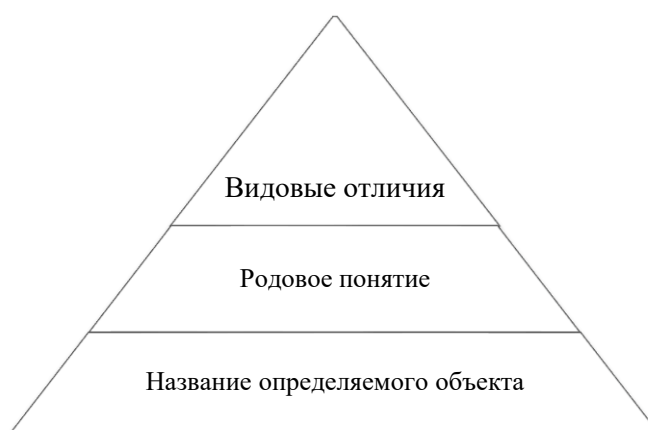 Видовые отличия
Родовое понятие
Название определяемого объекта